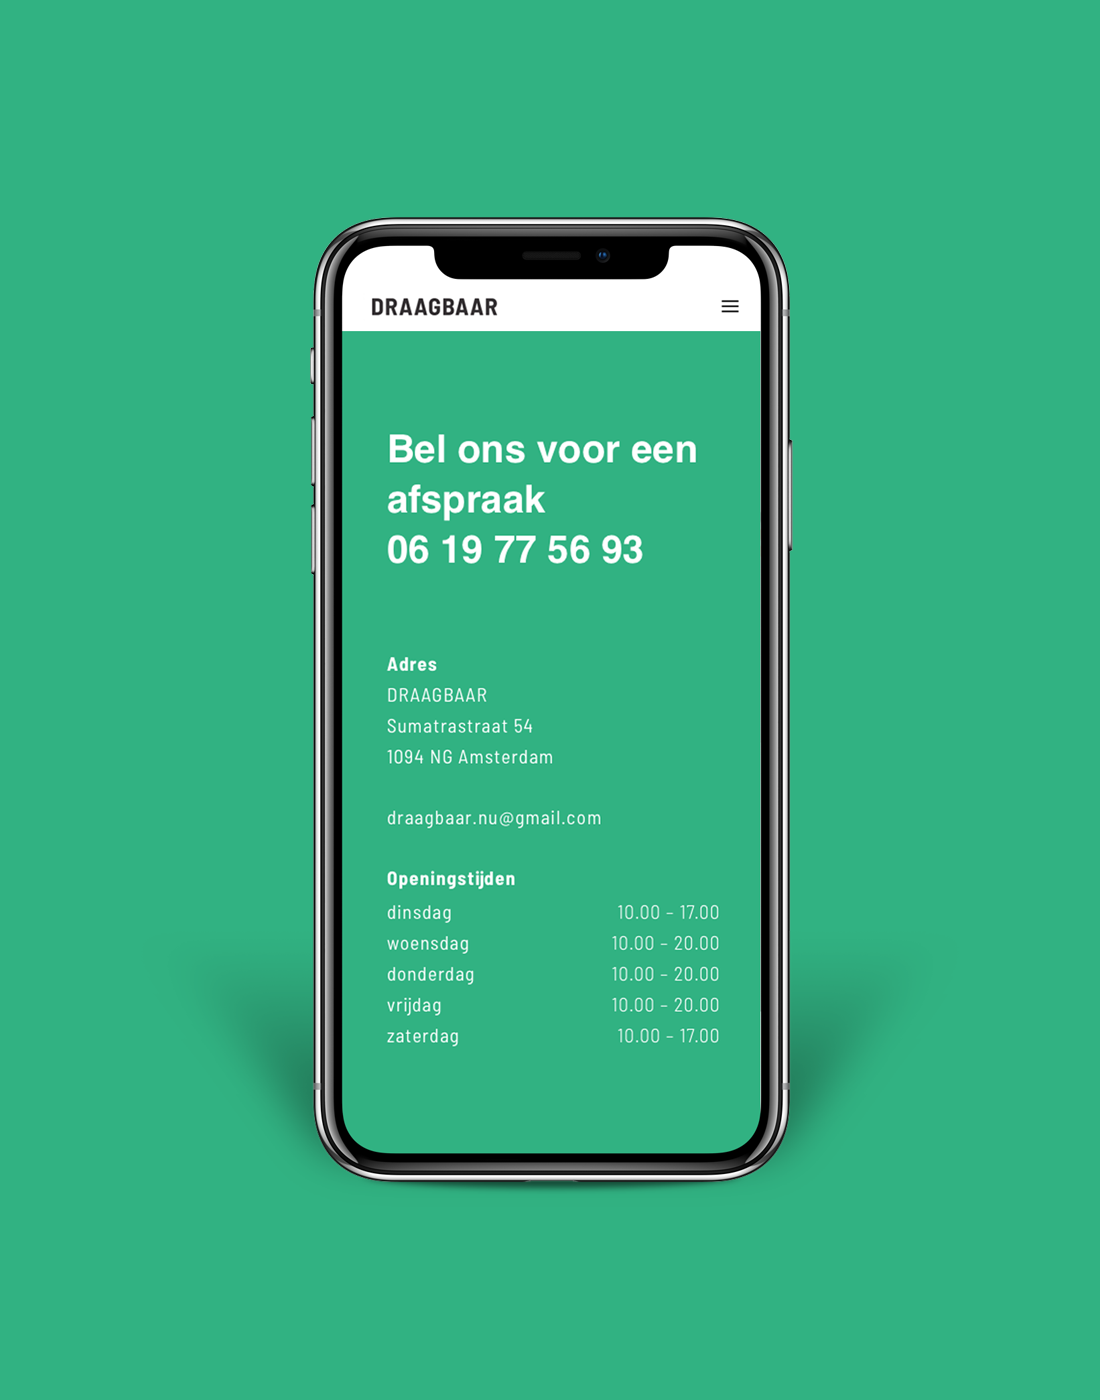 DRAAGBAAR
Bel ons voor een
afspraak
06 19 77 56 93
Adres
DRAAGBAAR
Sumatrastraat 54
1094 NG Amsterdam
draagbaar.nu@gmail.com
Openingstijden
dinsdag 10.00 – 17.00
woensdag 10.00 – 20.00
donderdag 10.00 – 20.00
vrijdag 10.00 – 20.00
zaterdag 10.00 – 17.00